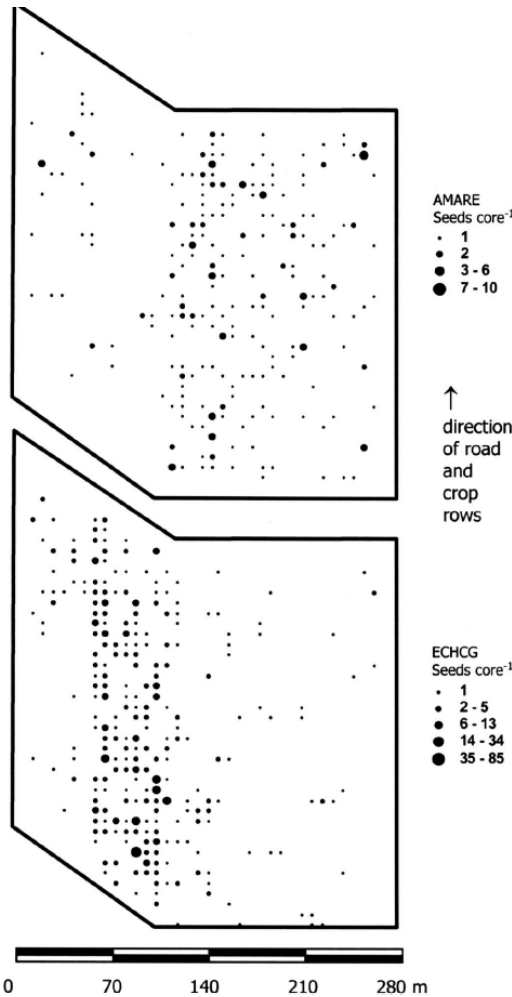 AMARE
Seeds core⁻¹
1
2
3 - 6
7 - 10
↑
direction
of road
and
crop
rows
ECHCG
Seeds core⁻¹
1
2 - 5
6 - 13
14 - 34
35 - 85
0 70 140 210 280 m